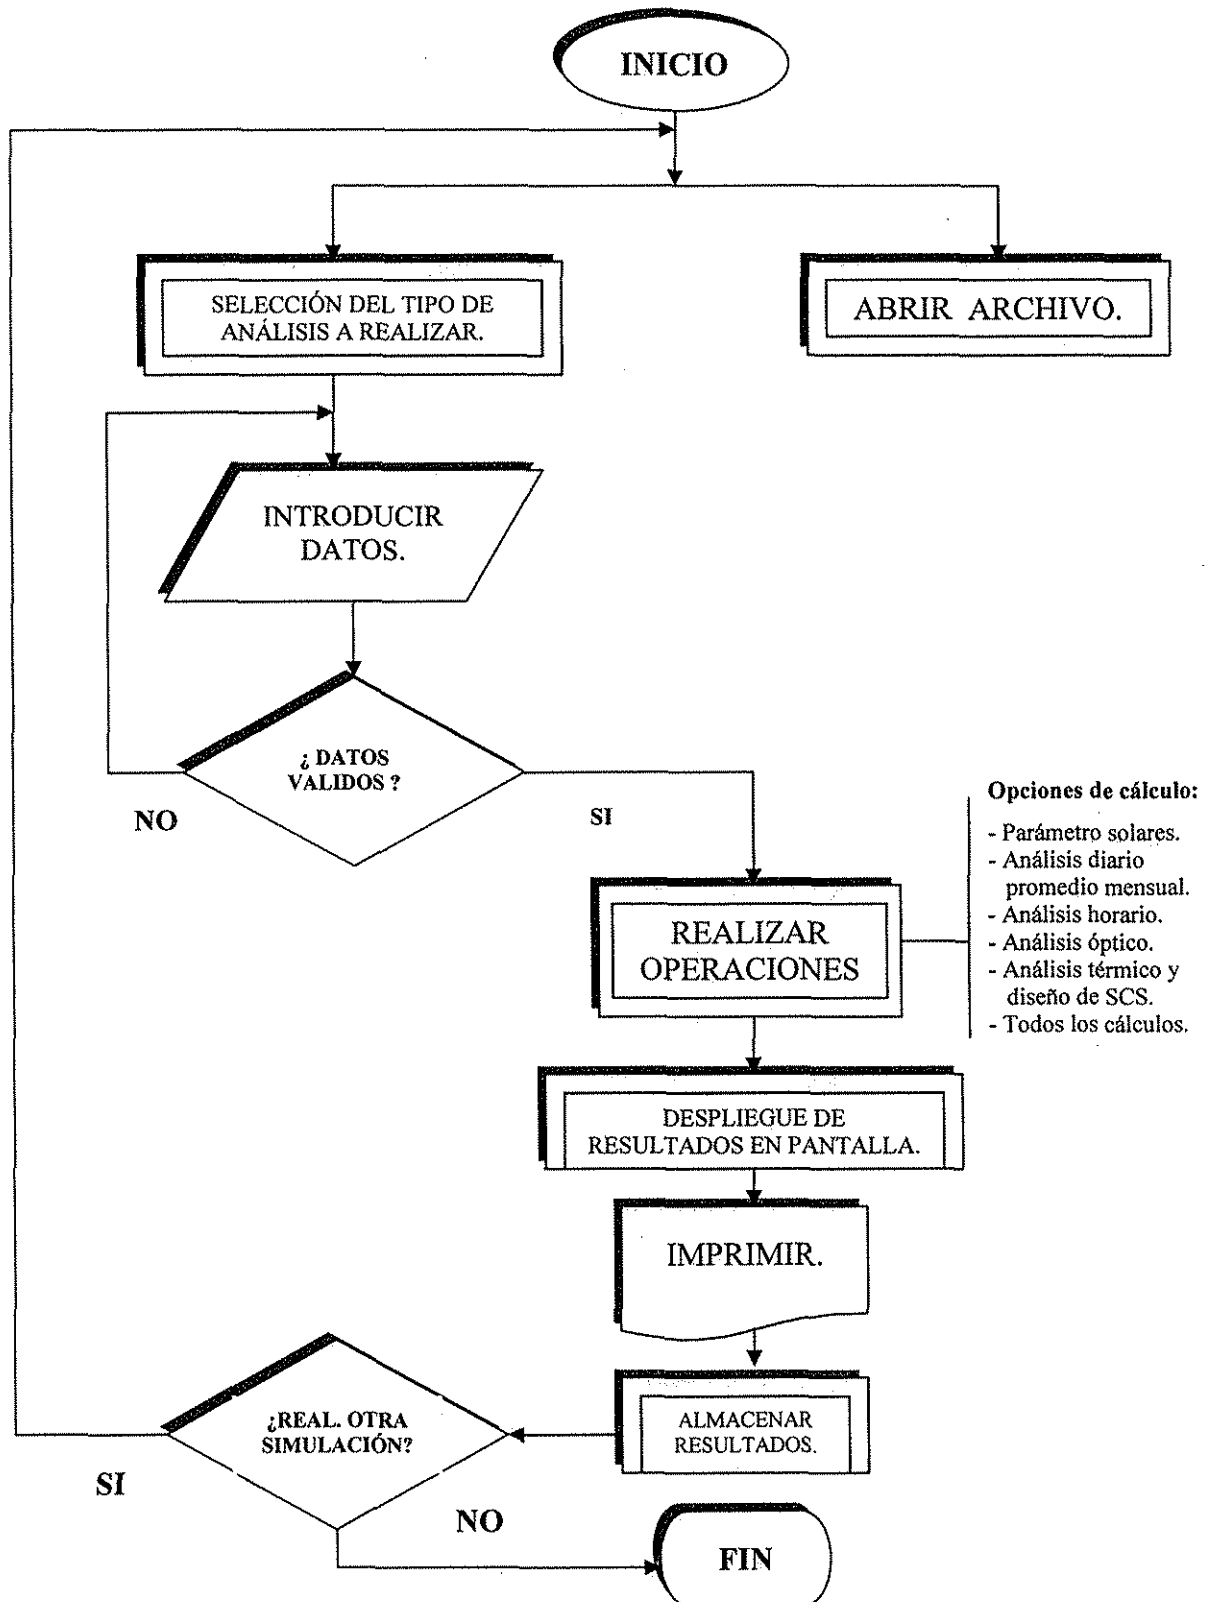 INICIO
SELECCIÓN DEL TIPO DE
ANÁLISIS A REALIZAR.
ABRIR ARCHIVO.
INTRODUCIR
DATOS.
¿ DATOS
VALIDOS ?
NO
SI
Opciones de cálculo:
- Parámetro solares.
- Análisis diario
promedio mensual.
- Análisis horario.
- Análisis óptico.
- Análisis térmico y
diseño de SCS.
- Todos los cálculos.
REALIZAR
OPERACIONES
DESPLIEGUE DE
RESULTADOS EN PANTALLA.
IMPRIMIR.
¿REAL. OTRA
SIMULACIÓN?
ALMACENAR
RESULTADOS.
SI
NO
FIN